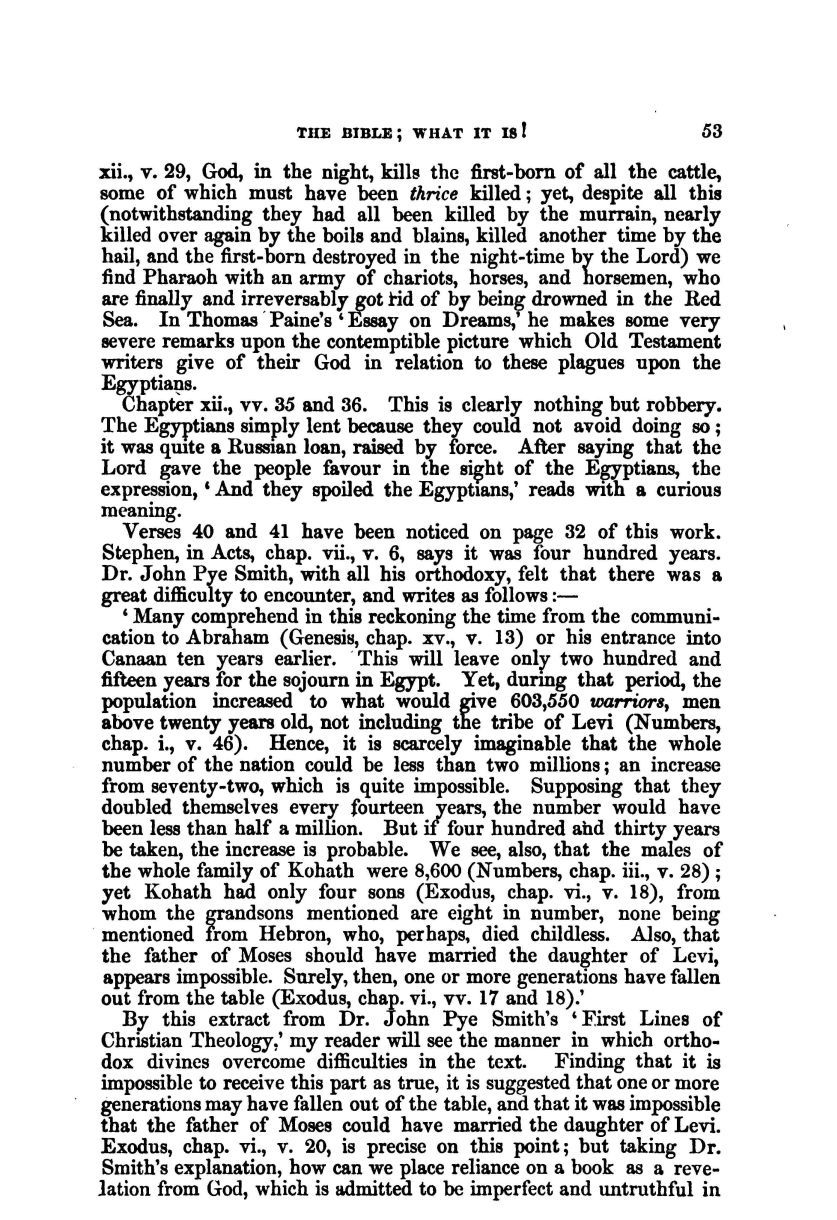 THE BIBLE; WHAT IT IS! 53
xii., v. 29, God, in the night, kills the first-born of all the cattle,
some of which must have been thrice killed; yet, despite all this
(notwithstanding they had all been killed by the murrain, nearly
killed over again by the boils and blains, killed another time by the
hail, and the first-born destroyed in the night-time by the Lord) we
find Pharaoh with an army of chariots, horses, and horsemen, who
are finally and irreversably got rid of by being drowned in the Red
Sea. In Thomas Paine's 'Essay on Dreams,' he makes some very
severe remarks upon the contemptible picture which Old Testament
writers give of their God in relation to these plagues upon the
Egyptians.
Chapter xii., vv. 35 and 36. This is clearly nothing but robbery.
The Egyptians simply lent because they could not avoid doing so;
it was quite a Russian loan, raised by force. After saying that the
Lord gave the people favour in the sight of the Egyptians, the
expression, 'And they spoiled the Egyptians,' reads with a curious
meaning.
Verses 40 and 41 have been noticed on page 32 of this work.
Stephen, in Acts, chap. vii., v. 6, says it was four hundred years.
Dr. John Pye Smith, with all his orthodoxy, felt that there was a
great difficulty to encounter, and writes as follows:—
'Many comprehend in this reckoning the time from the communi-
cation to Abraham (Genesis, chap. xv., v. 13) or his entrance into
Canaan ten years earlier. This will leave only two hundred and
fifteen years for the sojourn in Egypt. Yet, during that period, the
population increased to what would give 603,550 warriors, men
above twenty years old, not including the tribe of Levi (Numbers,
chap. i., v. 46). Hence, it is scarcely imaginable that the whole
number of the nation could be less than two millions; an increase
from seventy-two, which is quite impossible. Supposing that they
doubled themselves every fourteen years, the number would have
been less than half a million. But if four hundred and thirty years
be taken, the increase is probable. We see, also, that the males of
the whole family of Kohath were 8,600 (Numbers, chap. iii., v. 28);
yet Kohath had only four sons (Exodus, chap. vi., v. 18), from
whom the grandsons mentioned are eight in number, none being
mentioned from Hebron, who, perhaps, died childless. Also, that
the father of Moses should have married the daughter of Levi,
appears impossible. Surely, then, one or more generations have fallen
out from the table (Exodus, chap. vi., vv. 17 and 18).'
By this extract from Dr. John Pye Smith's 'First Lines of
Christian Theology,' my reader will see the manner in which ortho-
dox divines overcome difficulties in the text. Finding that it is
impossible to receive this part as true, it is suggested that one or more
generations may have fallen out of the table, and that it was impossible
that the father of Moses could have married the daughter of Levi.
Exodus, chap. vi., v. 20, is precise on this point; but taking Dr.
Smith's explanation, how can we place reliance on a book as a reve-
lation from God, which is admitted to be imperfect and untruthful in